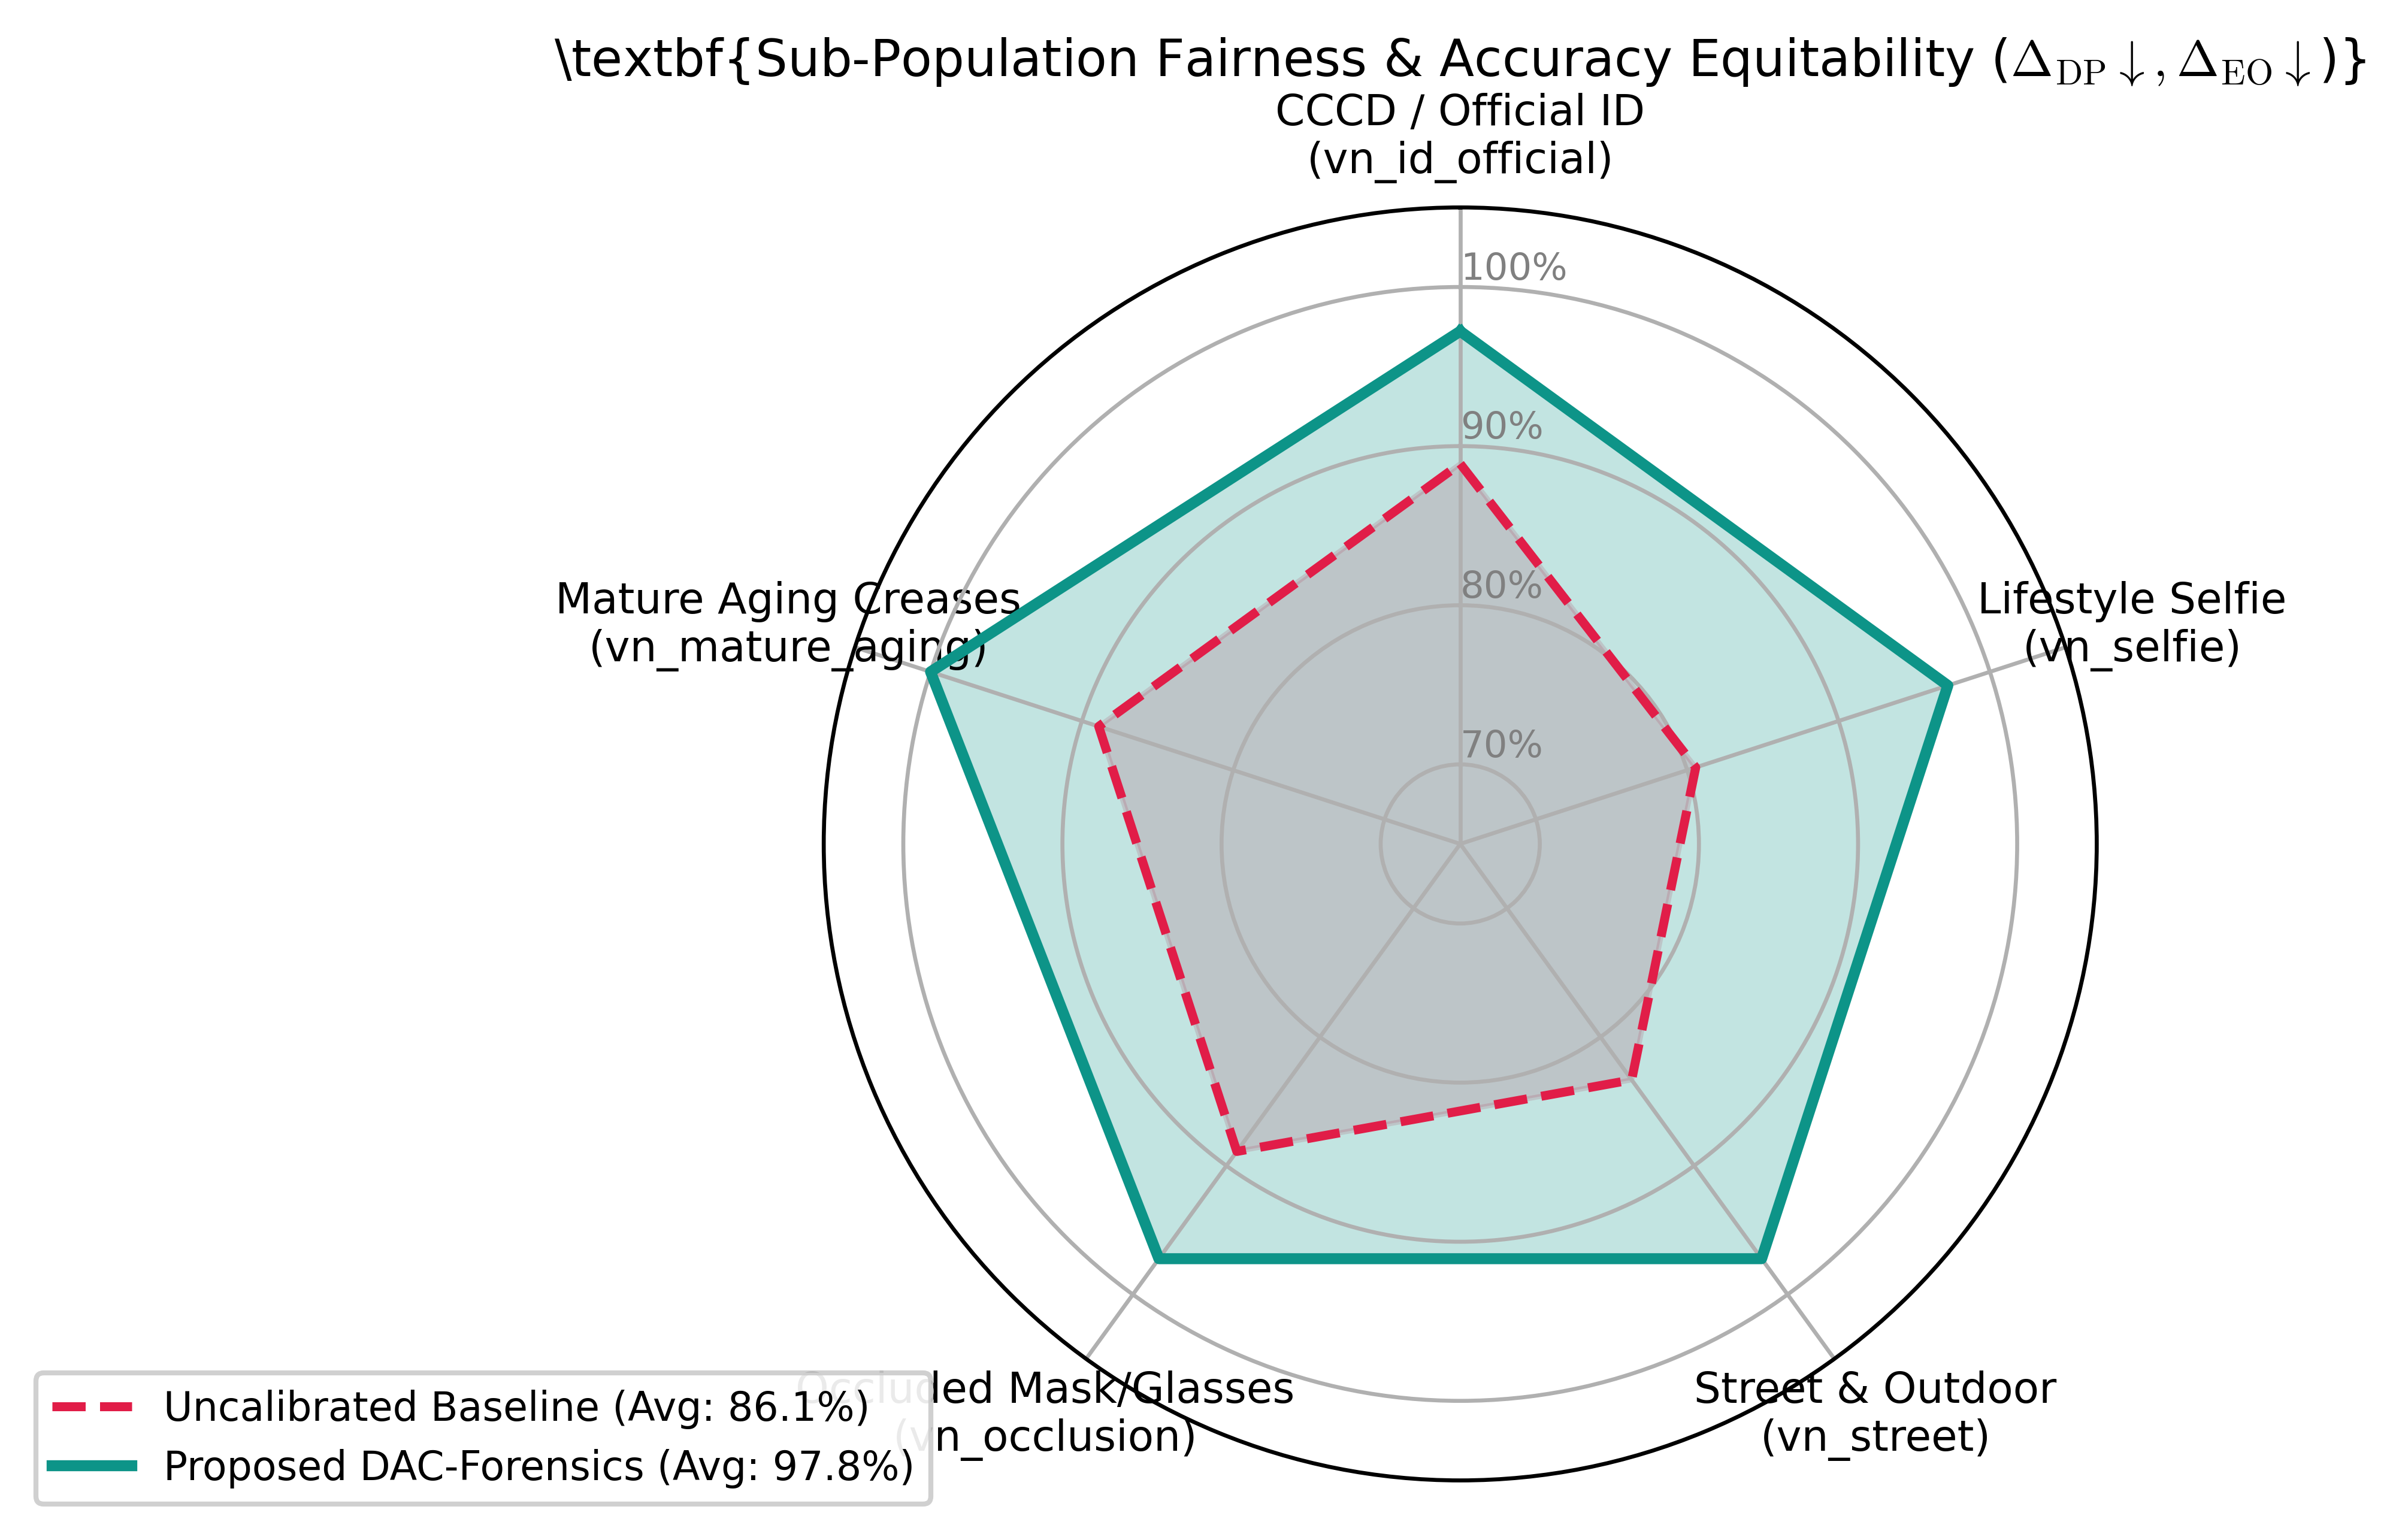 \textbf{Sub-Population Fairness & Accuracy Equitability (Δ_DP ↓, Δ_EO ↓)}
CCCD / Official ID
(vn_id_official)
100%
90%
80%
70%
Mature Aging Creases
(vn_mature_aging)
Lifestyle Selfie
(vn_selfie)
Occluded Mask/Glasses
(vn_occlusion)
Street & Outdoor
(vn_street)
Uncalibrated Baseline (Avg: 86.1%)
Proposed DAC-Forensics (Avg: 97.8%)